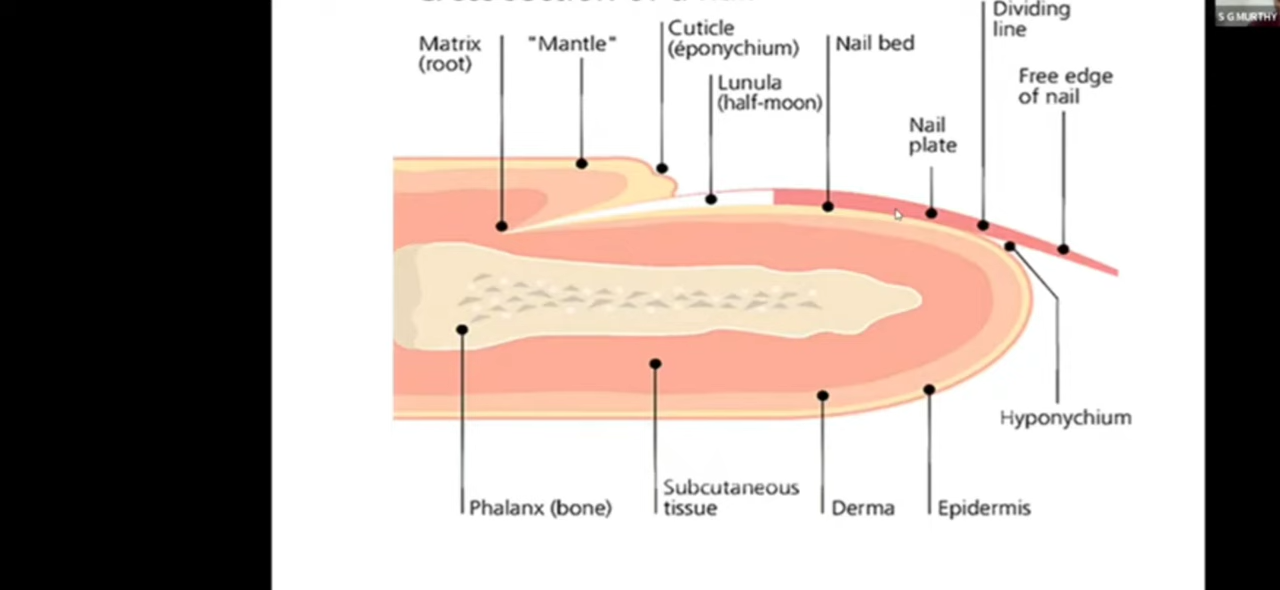 Dividing
line
S G MURTHY
Matrix
(root)
"Mantle"
Cuticle
(éponychium)
Lunula
(half-moon)
Nail bed
Nail
plate
Free edge
of nail
Hyponychium
Phalanx (bone)
Subcutaneous
tissue
Derma
Epidermis